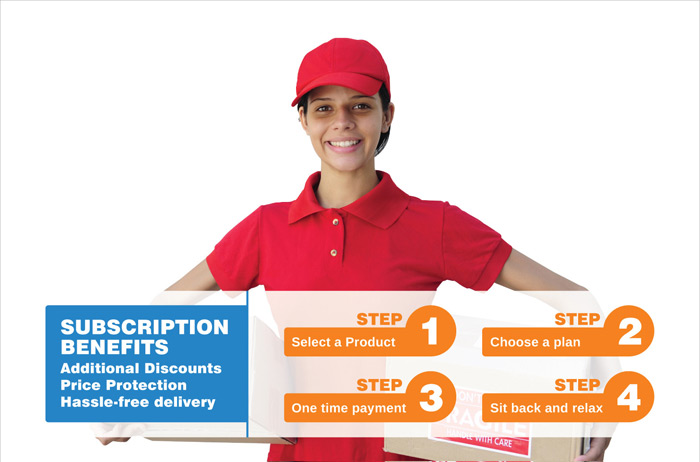 SUBSCRIPTION
BENEFITS
Additional Discounts
Price Protection
Hassle-free delivery
STEP 1
Select a Product
STEP 2
Choose a plan
STEP 3
One time payment
STEP 4
Sit back and relax
FRAGILE
HANDLE WITH CARE